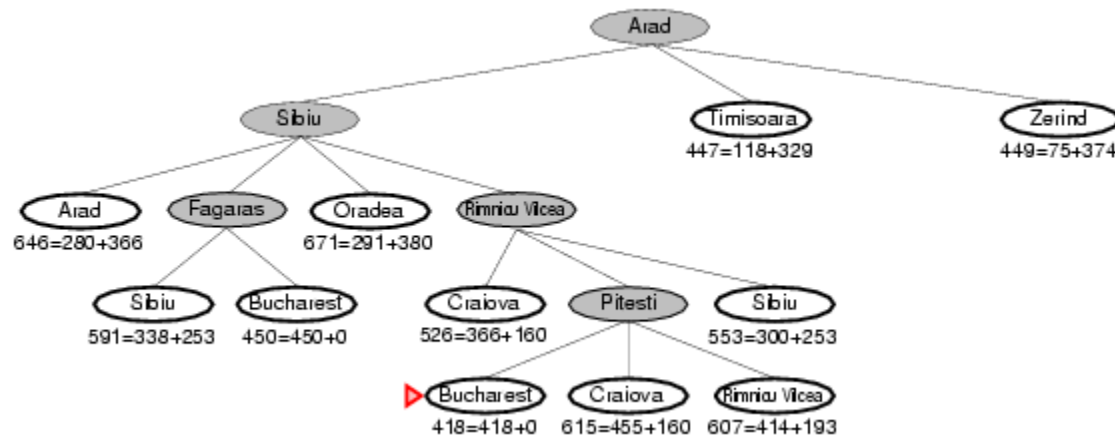 Arad
Sibiu
Timisoara
Zerind
447=118+329
449=75+374
Arad
Fagaras
Oradea
Rimnicu Vilcea
646=280+366
671=291+380
Sibiu
Bucharest
Craiova
Pitesti
Sibiu
591=338+253
450=450+0
526=366+160
553=300+253
Bucharest
Craiova
Rimnicu Vilcea
418=418+0
615=455+160
607=414+193